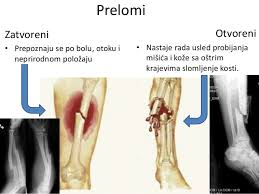 Prelomi
Zatvoreni
• Prepoznaju se po bolu, otoku i
neprirodnom položaju
Otvoreni
• Nastaje rada usled probijanja
mišića i kože sa oštrim
krajevima slomljenje kosti.